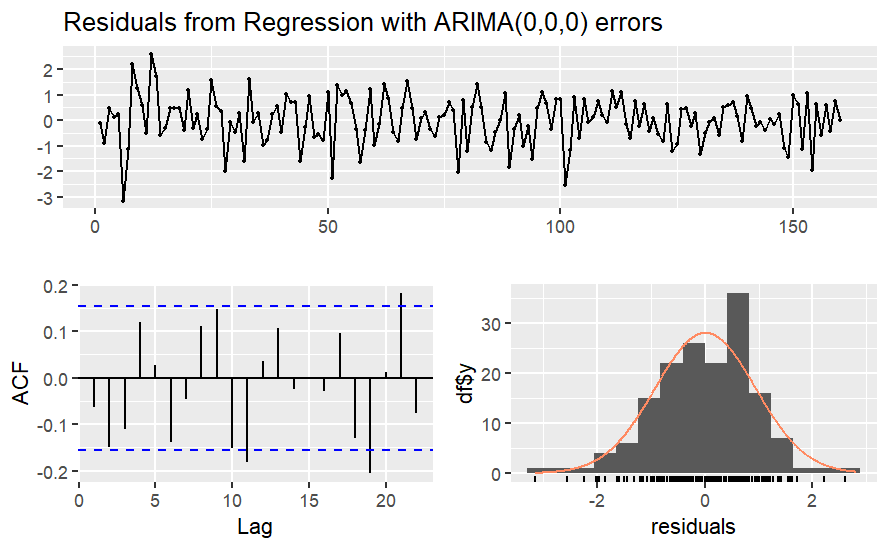 Residuals from Regression with ARIMA(0,0,0) errors
2
1
0
-1
-2
-3
0 50 100 150
0.2
0.1
0.0
-0.1
-0.2
ACF
0 5 10 15 20
Lag
30
20
10
0
df$y
-2 0 2
residuals